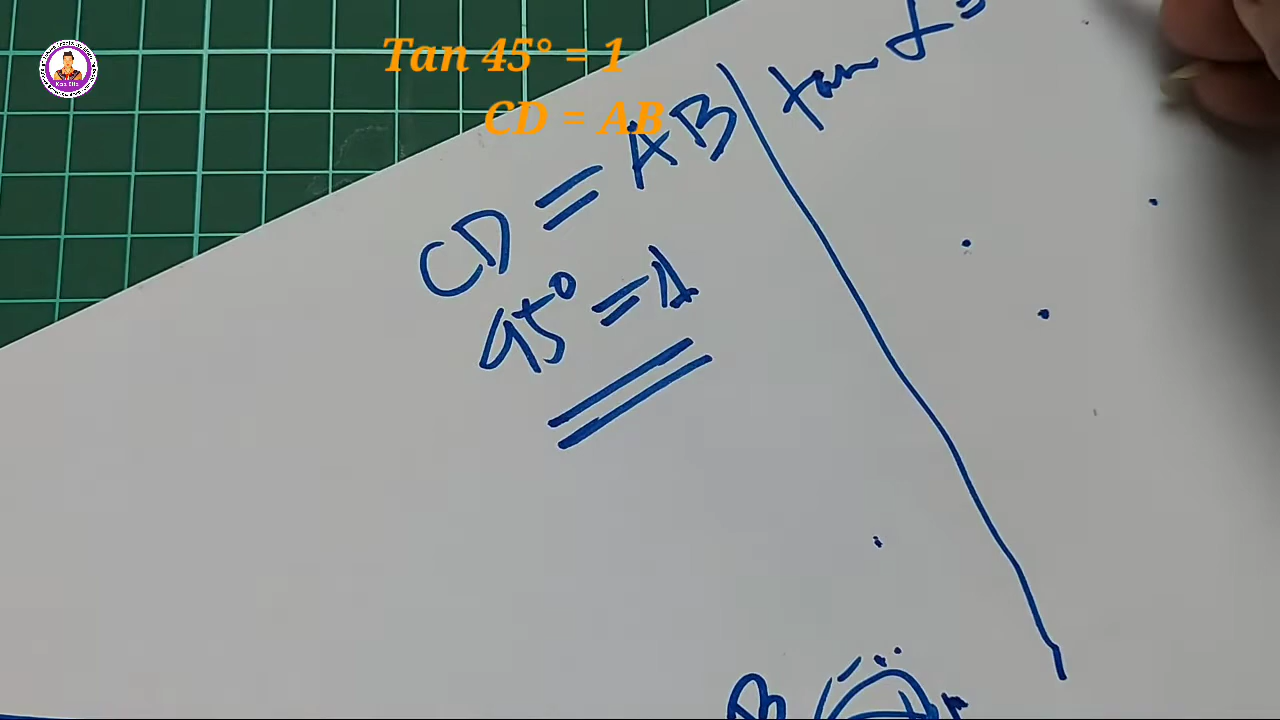 Tan 45° = 1
CD = AB
CD = AB
45° = 1
tan α =
B